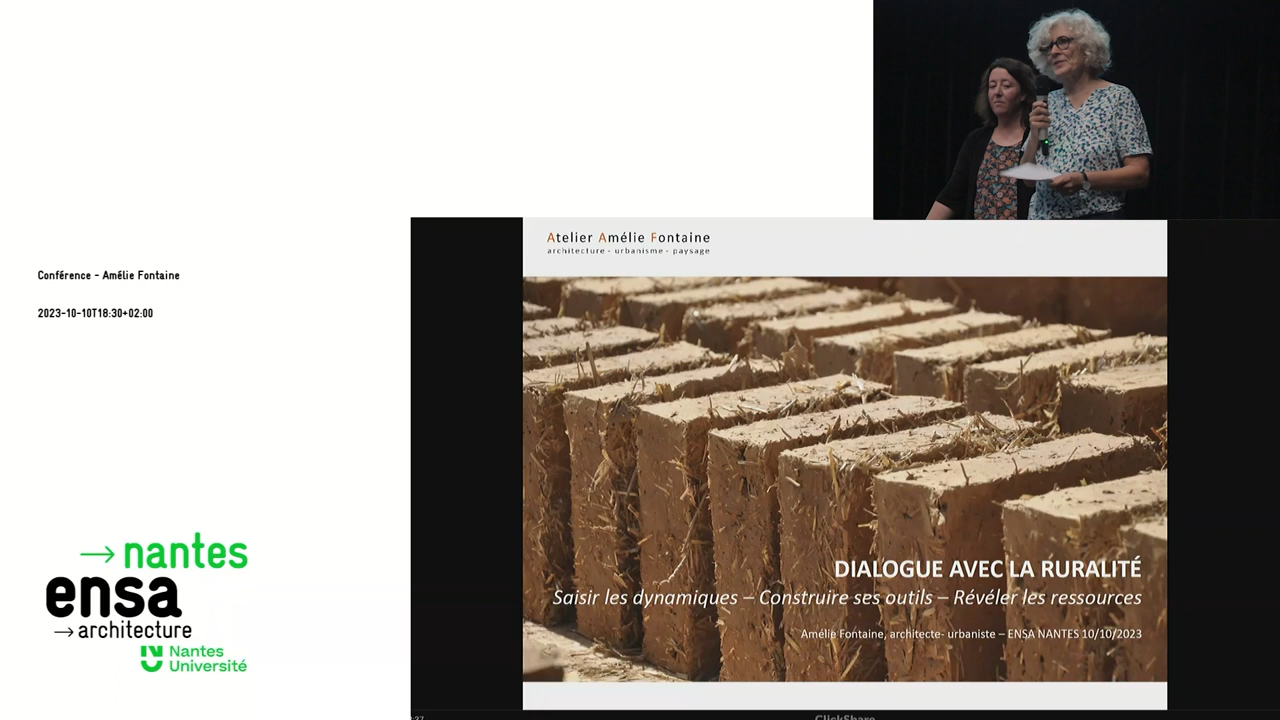 Atelier Amélie Fontaine
architecture - urbanisme - paysage
Conférence - Amélie Fontaine
2023-10-10T18:30+02:00
DIALOGUE AVEC LA RURALITÉ
Saisir les dynamiques – Construire ses outils – Révéler les ressources
Amélie Fontaine, architecte- urbaniste – ENSA NANTES 10/10/2023
→nantes
ensa
→architecture
Nantes
Université
ClickShare